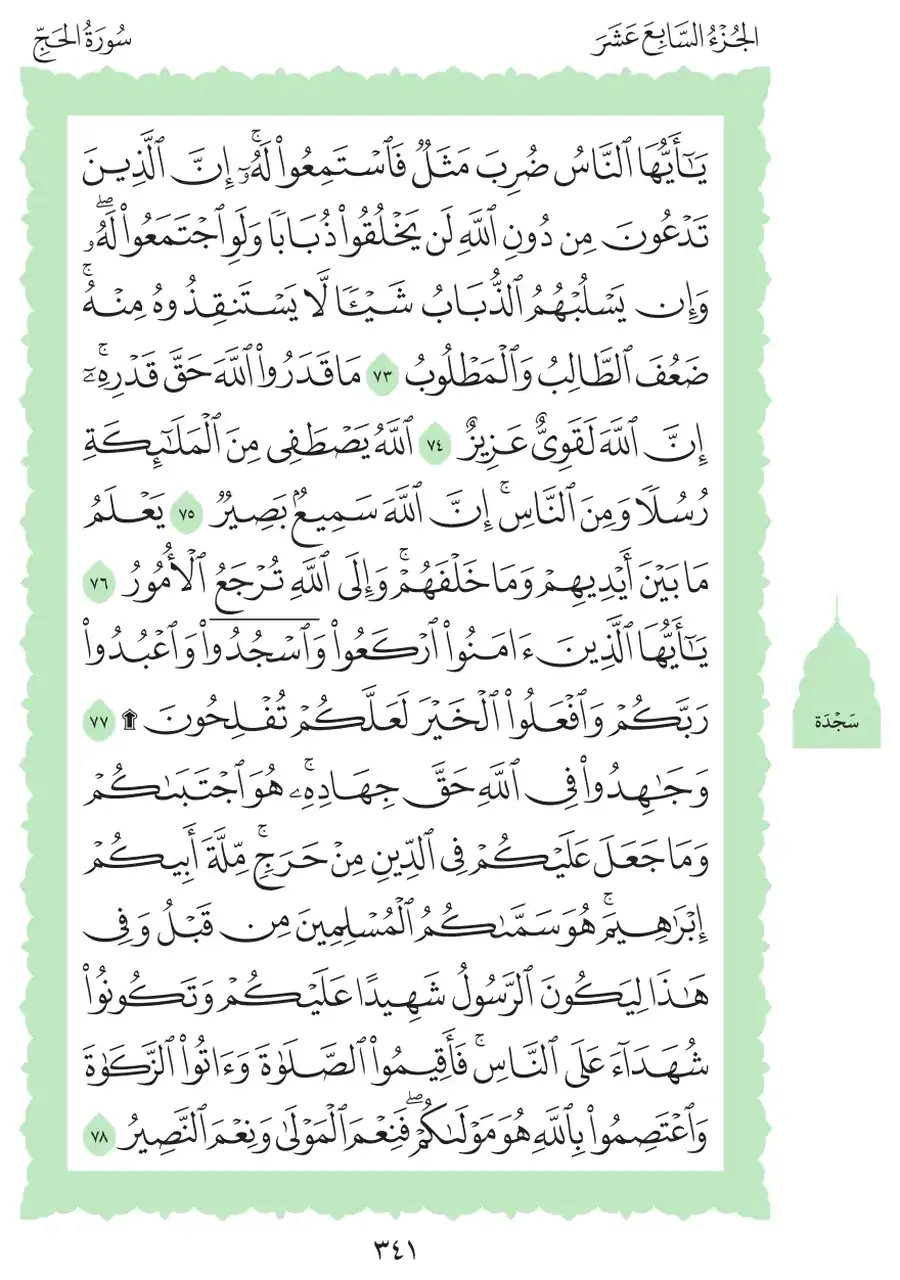 الجُزْءُ السَّابِعَ عَشَرَ
سُورَةُ الحَجِّ
يَـٰٓأَيُّهَا ٱلنَّاسُ ضُرِبَ مَثَلٌۭ فَٱسْتَمِعُوا۟ لَهُۥٓ ۚ إِنَّ ٱلَّذِينَ
تَدْعُونَ مِن دُونِ ٱللَّهِ لَن يَخْلُقُوا۟ ذُبَابًۭا وَلَوِ ٱجْتَمَعُوا۟ لَهُۥ ۖ
وَإِن يَسْلُبْهُمُ ٱلذُّبَابُ شَيْـًۭٔا لَّا يَسْتَنقِذُوهُ مِنْهُ ۚ
ضَعُفَ ٱلطَّالِبُ وَٱلْمَطْلُوبُ ٧٣ مَا قَدَرُوا۟ ٱللَّهَ حَقَّ قَدْرِهِۦٓ ۚ
إِنَّ ٱللَّهَ لَقَوِىٌّ عَزِيزٌ ٧٤ ٱللَّهُ يَصْطَفِى مِنَ ٱلْمَلَـٰٓئِكَةِ
رُسُلًۭا وَمِنَ ٱلنَّاسِ ۚ إِنَّ ٱللَّهَ سَمِيعٌۢ بَصِيرٌۭ ٧٥ يَعْلَمُ
مَا بَيْنَ أَيْدِيهِمْ وَمَا خَلْفَهُمْ ۗ وَإِلَى ٱللَّهِ تُرْجَعُ ٱلْأُمُورُ ٧٦
يَـٰٓأَيُّهَا ٱلَّذِينَ ءَامَنُوا۟ ٱرْكَعُوا۟ وَٱسْجُدُوا۟ وَٱعْبُدُوا۟
رَبَّكُمْ وَٱفْعَلُوا۟ ٱلْخَيْرَ لَعَلَّكُمْ تُفْلِحُونَ ۩ ٧٧
سَجْدَة
وَجَـٰهِدُوا۟ فِى ٱللَّهِ حَقَّ جِهَادِهِۦ ۚ هُوَ ٱجْتَبَىٰكُمْ
وَمَا جَعَلَ عَلَيْكُمْ فِى ٱلدِّينِ مِنْ حَرَجٍۢ ۚ مِّلَّةَ أَبِيكُمْ
إِبْرَٰهِيمَ ۚ هُوَ سَمَّىٰكُمُ ٱلْمُسْلِمِينَ مِن قَبْلُ وَفِى
هَـٰذَا لِيَكُونَ ٱلرَّسُولُ شَهِيدًا عَلَيْكُمْ وَتَكُونُوا۟
شُهَدَآءَ عَلَى ٱلنَّاسِ ۚ فَأَقِيمُوا۟ ٱلصَّلَوٰةَ وَءَاتُوا۟ ٱلزَّكَوٰةَ
وَٱعْتَصِمُوا۟ بِٱللَّهِ هُوَ مَوْلَىٰكُمْ ۖ فَنِعْمَ ٱلْمَوْلَىٰ وَنِعْمَ ٱلنَّصِيرُ ٧٨
٣٤١